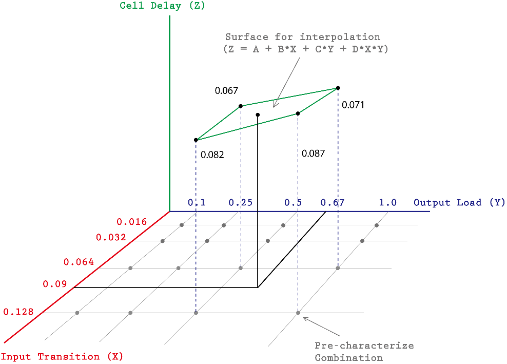 Cell Delay (Z)
Surface for interpolation
(Z = A + B*X + C*Y + D*X*Y)
0.067
0.071
0.082
0.087
0.1
0.25
0.5
0.67
1.0
Output Load (Y)
0.016
0.032
0.064
0.09
0.128
Input Transition (X)
Pre-characterize
Combination